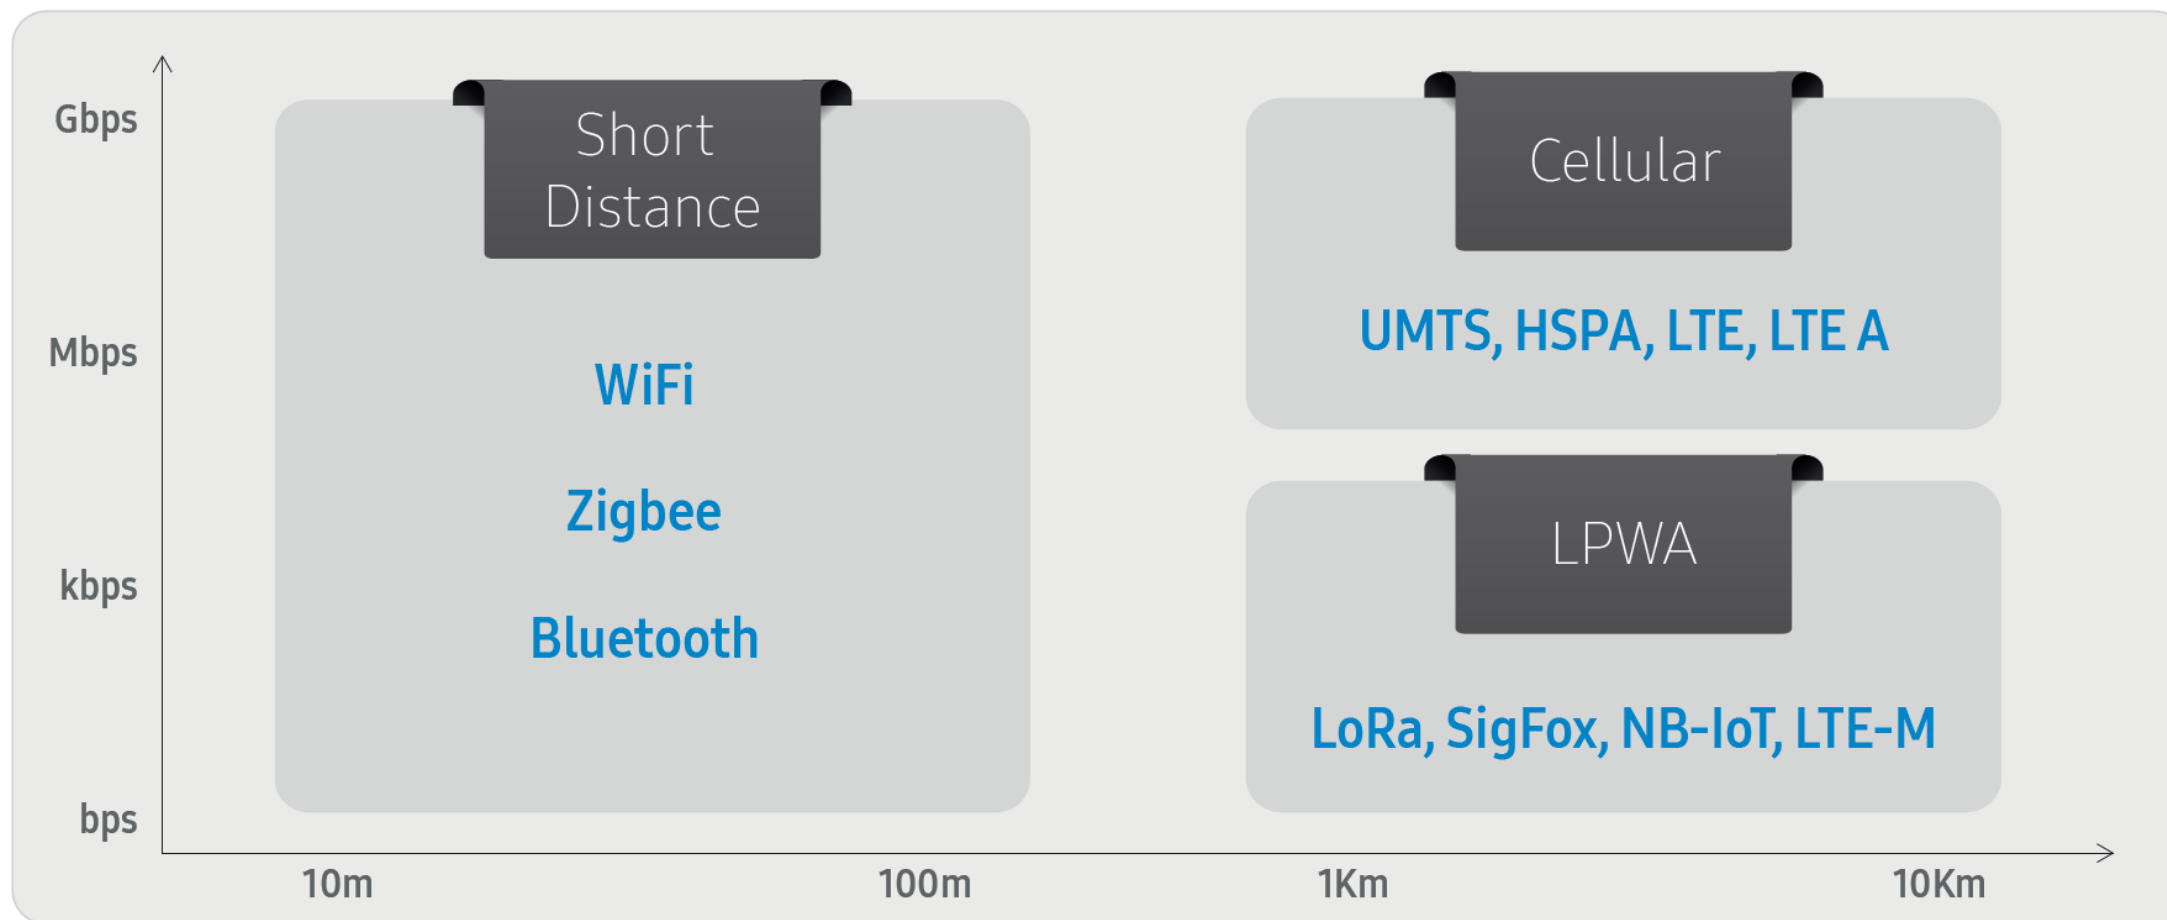 Gbps
Mbps
kbps
bps
Short
Distance
WiFi
Zigbee
Bluetooth
Cellular
UMTS, HSPA, LTE, LTE A
LPWA
LoRa, SigFox, NB-IoT, LTE-M
10m
100m
1Km
10Km